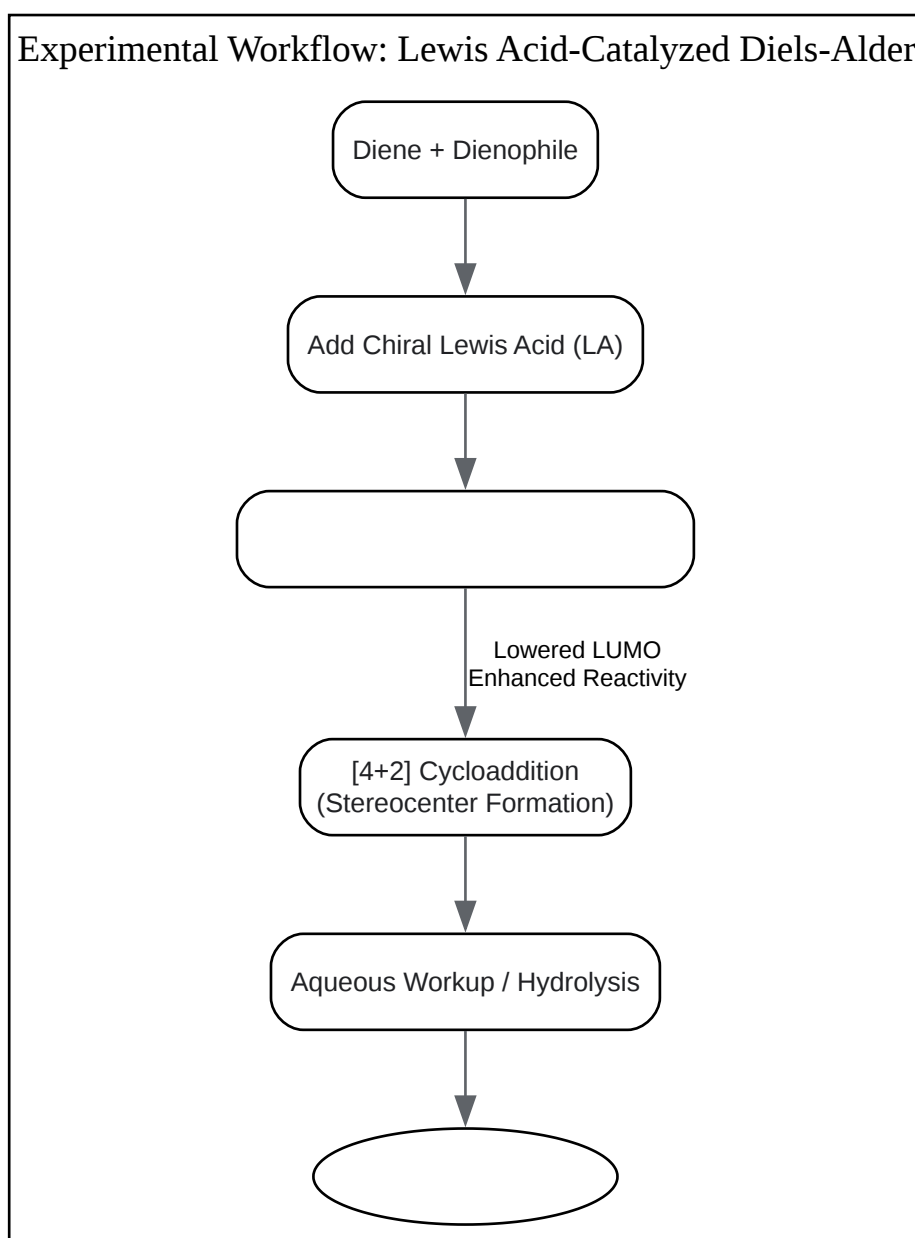 Experimental Workflow: Lewis Acid-Catalyzed Diels-Alder
Diene + Dienophile
Add Chiral Lewis Acid (LA)
Lowered LUMO
Enhanced Reactivity
[4+2] Cycloaddition
(Stereocenter Formation)
Aqueous Workup / Hydrolysis